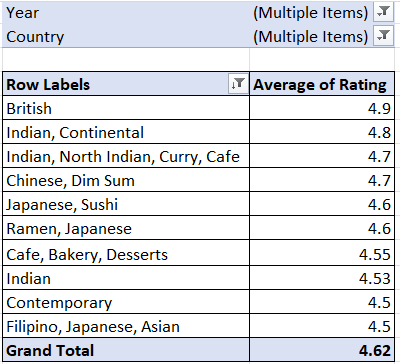 Year (Multiple Items)
Country (Multiple Items)
Row Labels Average of Rating
British 4.9
Indian, Continental 4.8
Indian, North Indian, Curry, Cafe 4.7
Chinese, Dim Sum 4.7
Japanese, Sushi 4.6
Ramen, Japanese 4.6
Cafe, Bakery, Desserts 4.55
Indian 4.53
Contemporary 4.5
Filipino, Japanese, Asian 4.5
Grand Total 4.62